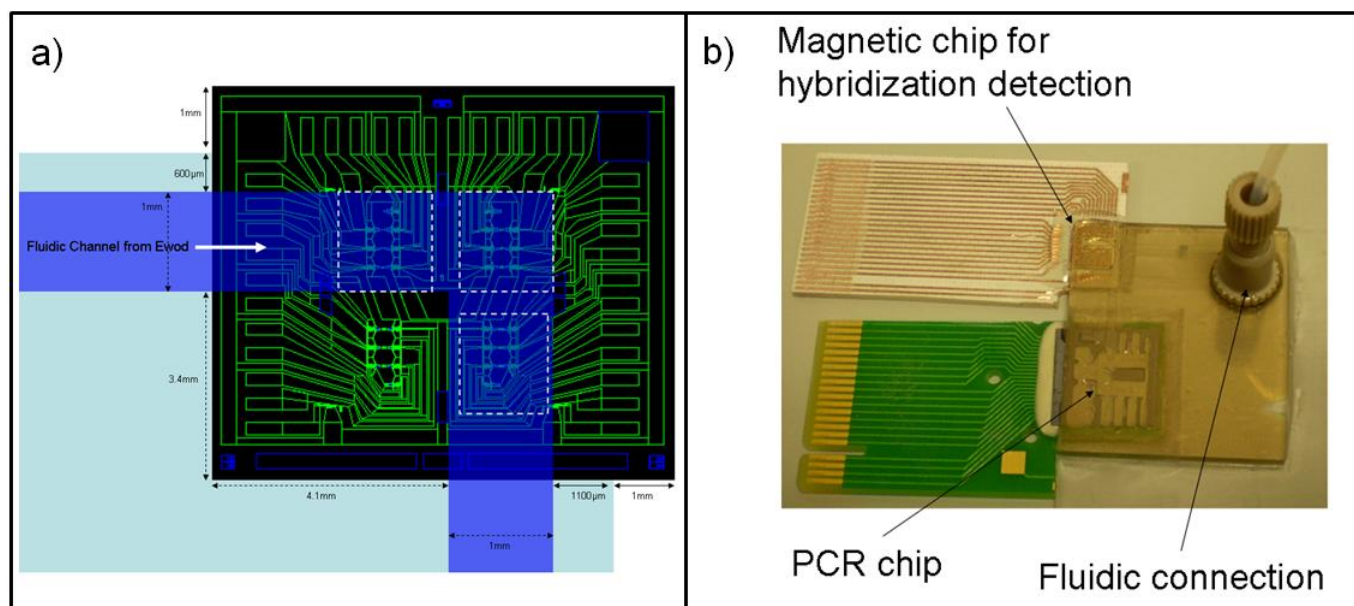 a)
1mm
600µm
1mm
Fluidic Channel from Ewod
3.4mm
4.1mm
1100µm
1mm
1mm
b)
Magnetic chip for
hybridization detection
PCR chip
Fluidic connection